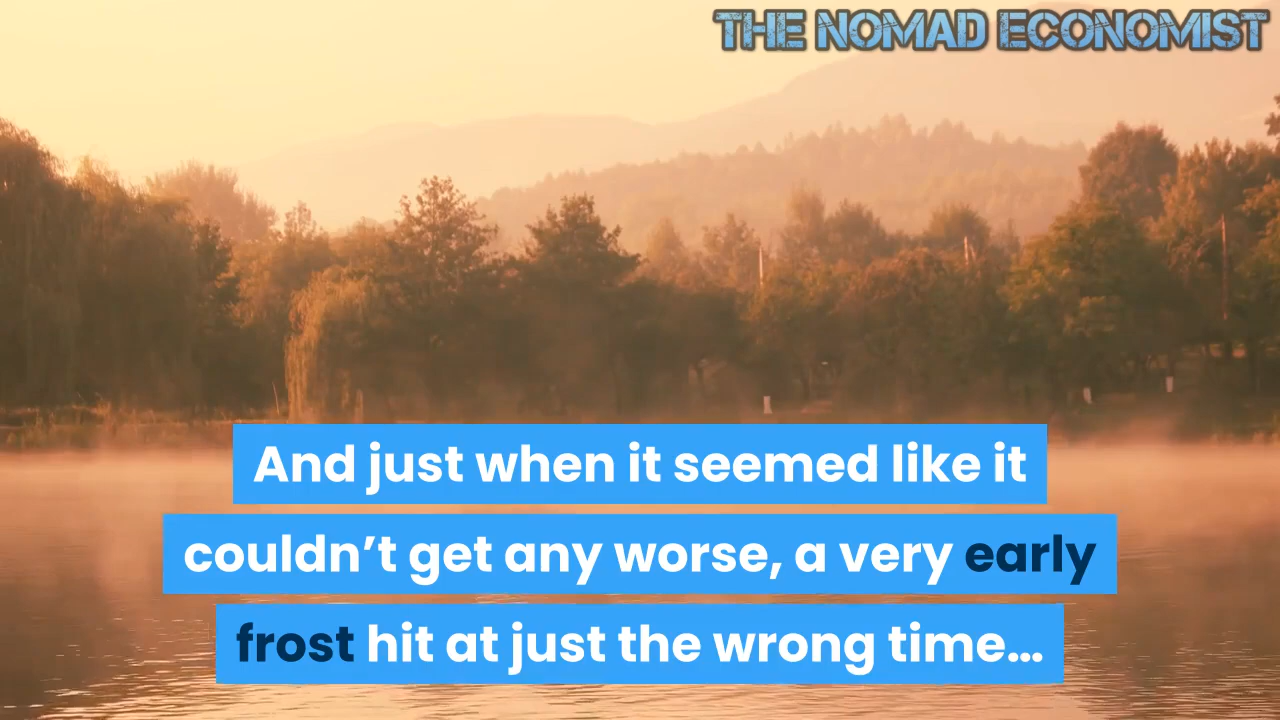 THE NOMAD ECONOMIST
And just when it seemed like it
couldn’t get any worse, a very early
frost hit at just the wrong time…